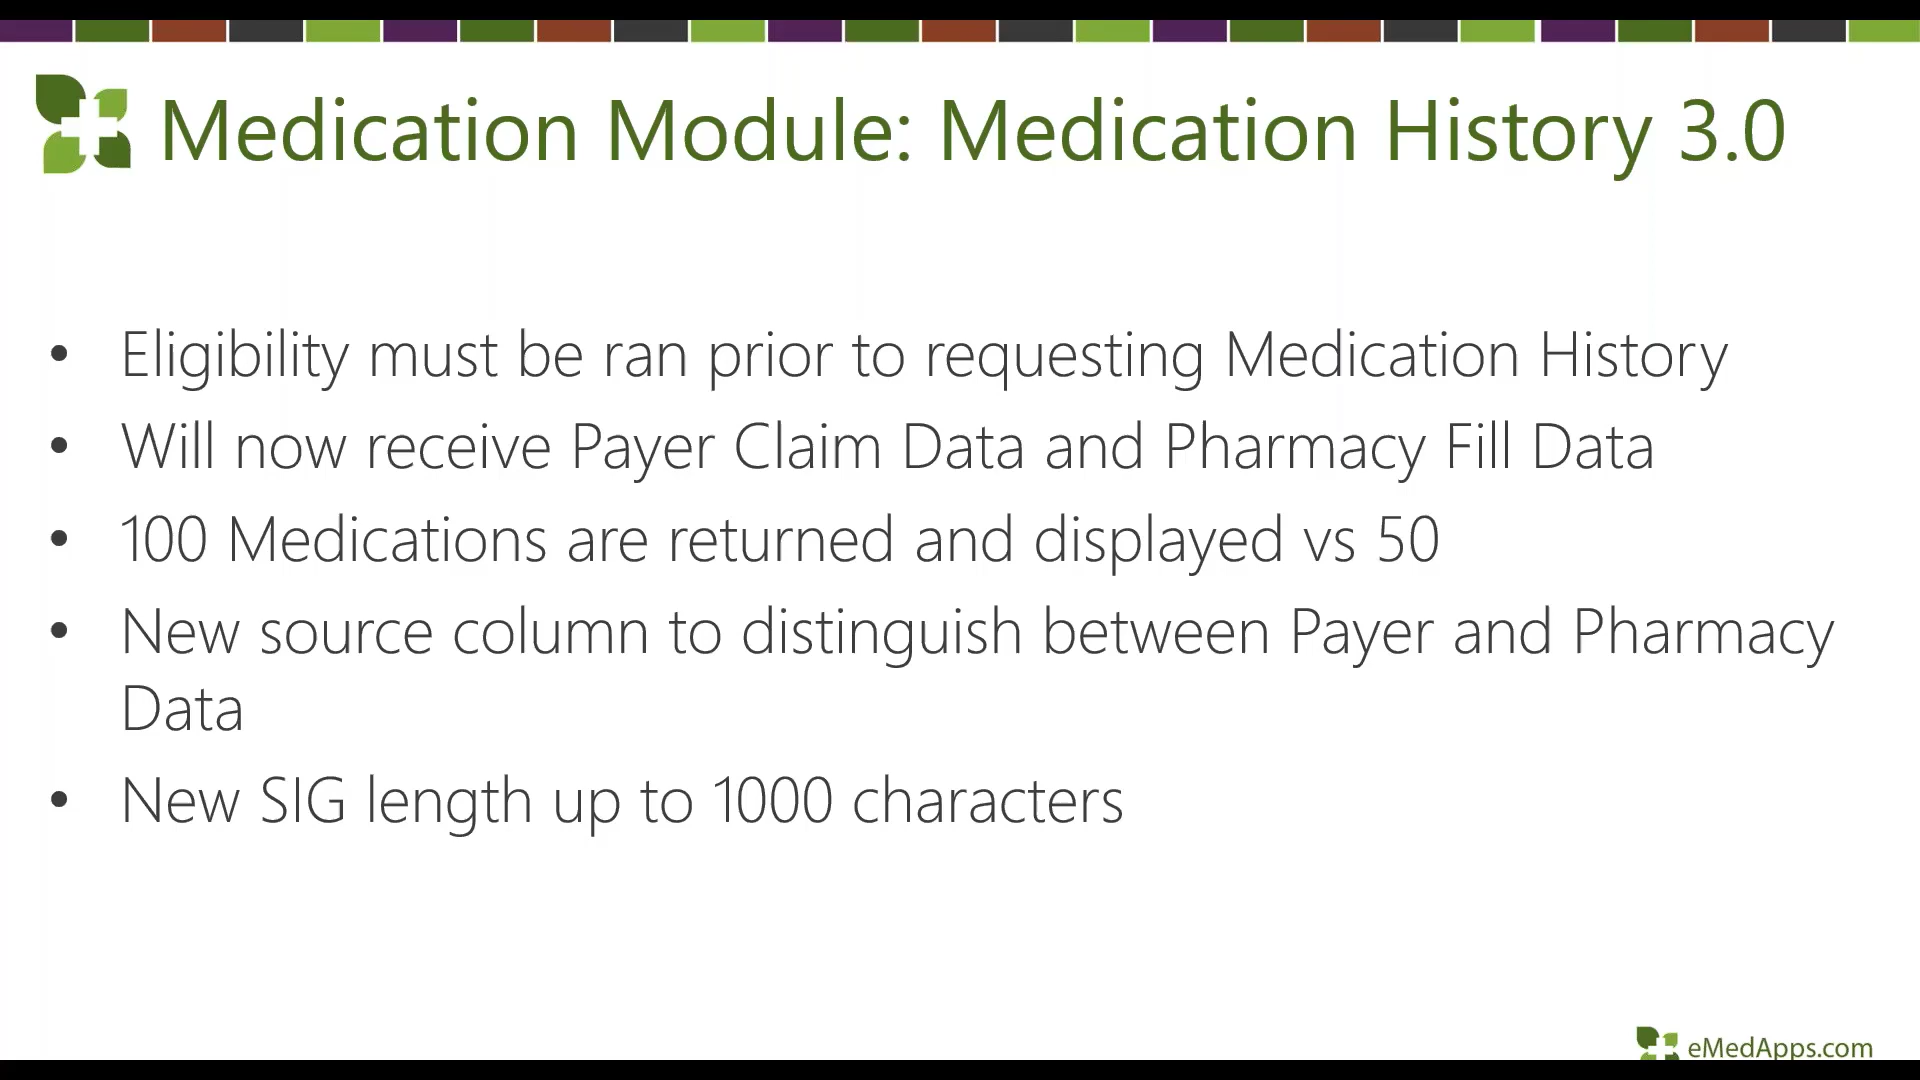 Medication Module: Medication History 3.0
• Eligibility must be ran prior to requesting Medication History
• Will now receive Payer Claim Data and Pharmacy Fill Data
• 100 Medications are returned and displayed vs 50
• New source column to distinguish between Payer and Pharmacy
Data
• New SIG length up to 1000 characters
eMedApps.com